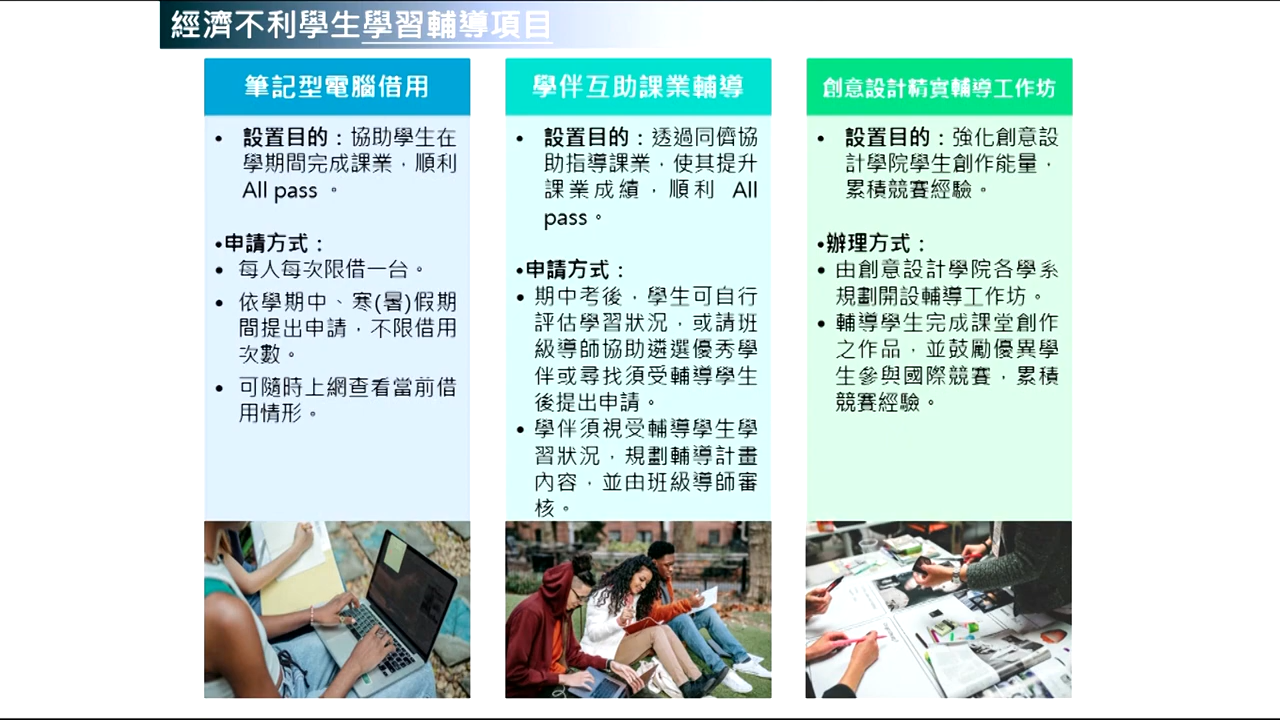 經濟不利學生學習輔導項目
筆記型電腦借用
• 設置目的：協助學生在
學期間完成課業，順利
All pass 。
•申請方式：
• 每人每次限借一台。
• 依學期中、寒(暑)假期
間提出申請，不限借用
次數。
• 可隨時上網查看當前借
用情形。
學伴互助課業輔導
• 設置目的：透過同儕協
助指導課業，使其提升
課業成績，順利 All
pass。
•申請方式：
• 期中考後，學生可自行
評估學習狀況，或請班
級導師協助遴選優秀學
伴或尋找須受輔導學生
後提出申請。
• 學伴須視受輔導學生學
習狀況，規劃輔導計畫
內容，並由班級導師審
核。
創意設計精實輔導工作坊
• 設置目的：強化創意設
計學院學生創作能量，
累積競賽經驗。
•辦理方式：
• 由創意設計學院各學系
規劃開設輔導工作坊。
• 輔導學生完成課堂創作
之作品，並鼓勵優異學
生參與國際競賽，累積
競賽經驗。